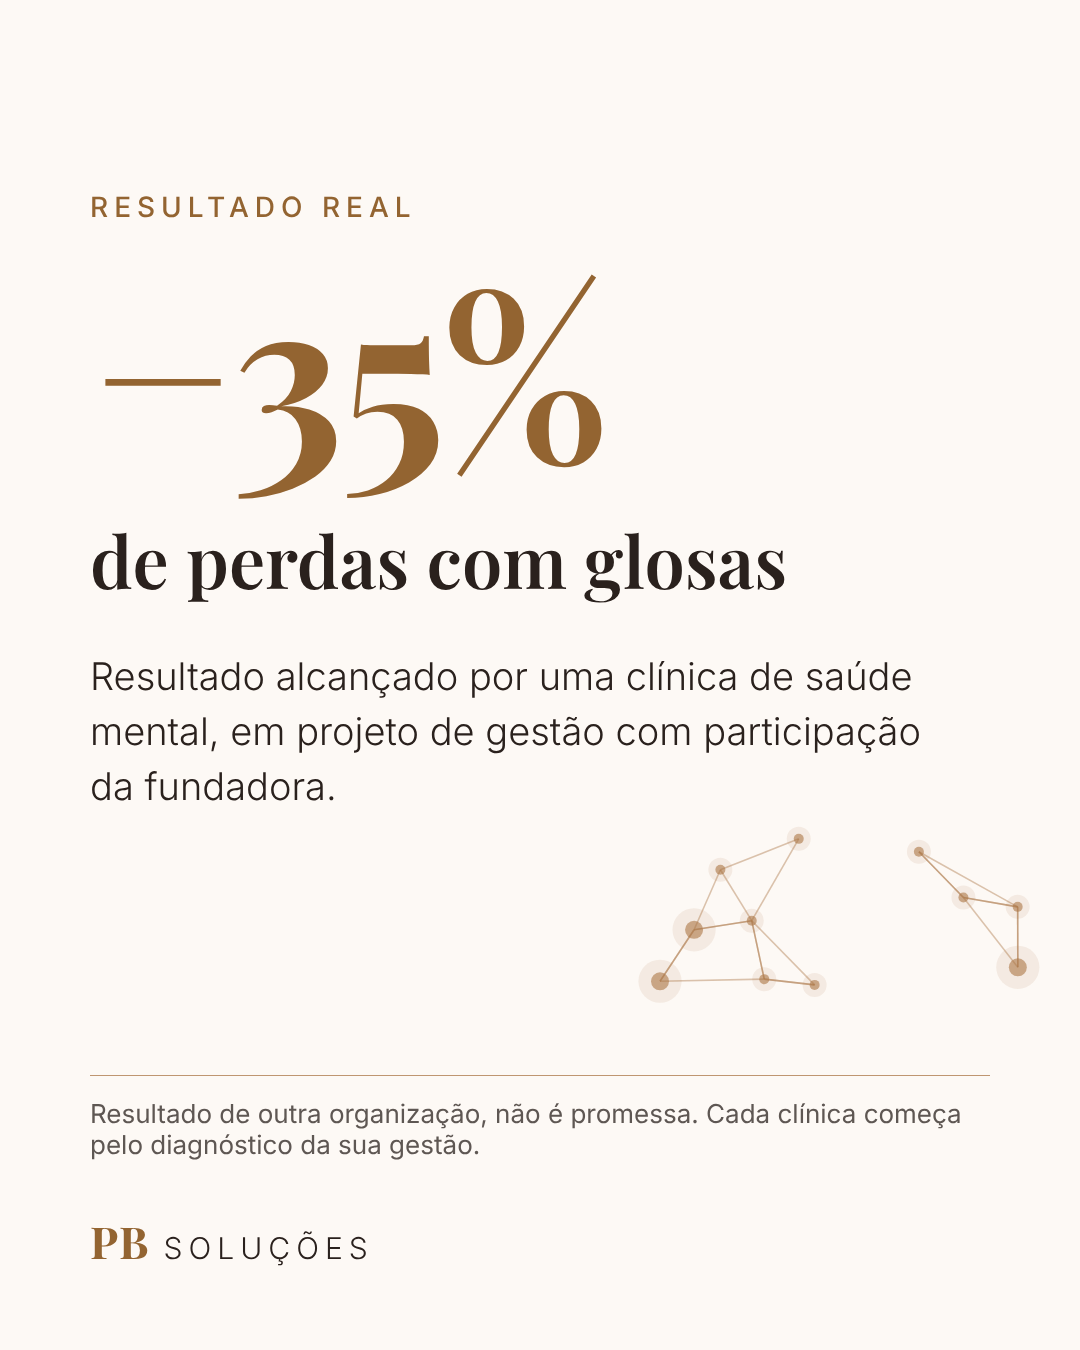 RESULTADO REAL
—35%
de perdas com glosas
Resultado alcançado por uma clínica de saúde
mental, em projeto de gestão com participação
da fundadora.
Resultado de outra organização, não é promessa. Cada clínica começa
pelo diagnóstico da sua gestão.
PB SOLUÇÕES